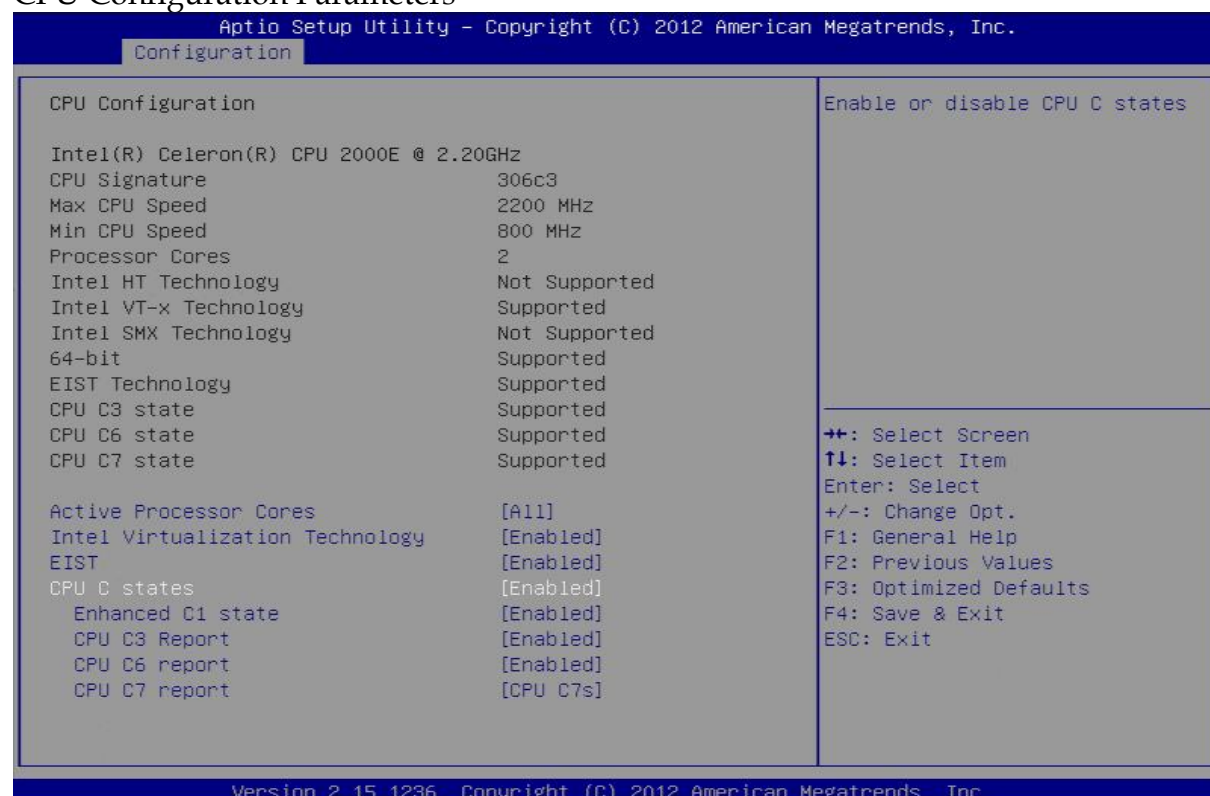 CPU Configuration Parameters
Aptio Setup Utility – Copyright (C) 2012 American Megatrends, Inc.
Configuration
CPU Configuration
Intel(R) Celeron(R) CPU 2000E @ 2.20GHz
CPU Signature 306c3
Max CPU Speed 2200 MHz
Min CPU Speed 800 MHz
Processor Cores 2
Intel HT Technology Not Supported
Intel VT-x Technology Supported
Intel SMX Technology Not Supported
64-bit Supported
EIST Technology Supported
CPU C3 state Supported
CPU C6 state Supported
CPU C7 state Supported
Active Processor Cores [All]
Intel Virtualization Technology [Enabled]
EIST [Enabled]
CPU C states [Enabled]
Enhanced C1 state [Enabled]
CPU C3 Report [Enabled]
CPU C6 report [Enabled]
CPU C7 report [CPU C7s]
Enable or disable CPU C states
→←: Select Screen
↑↓: Select Item
Enter: Select
+/-: Change Opt.
F1: General Help
F2: Previous Values
F3: Optimized Defaults
F4: Save & Exit
ESC: Exit
Version 2.15.1236. Copyright (C) 2012 American Megatrends, Inc.